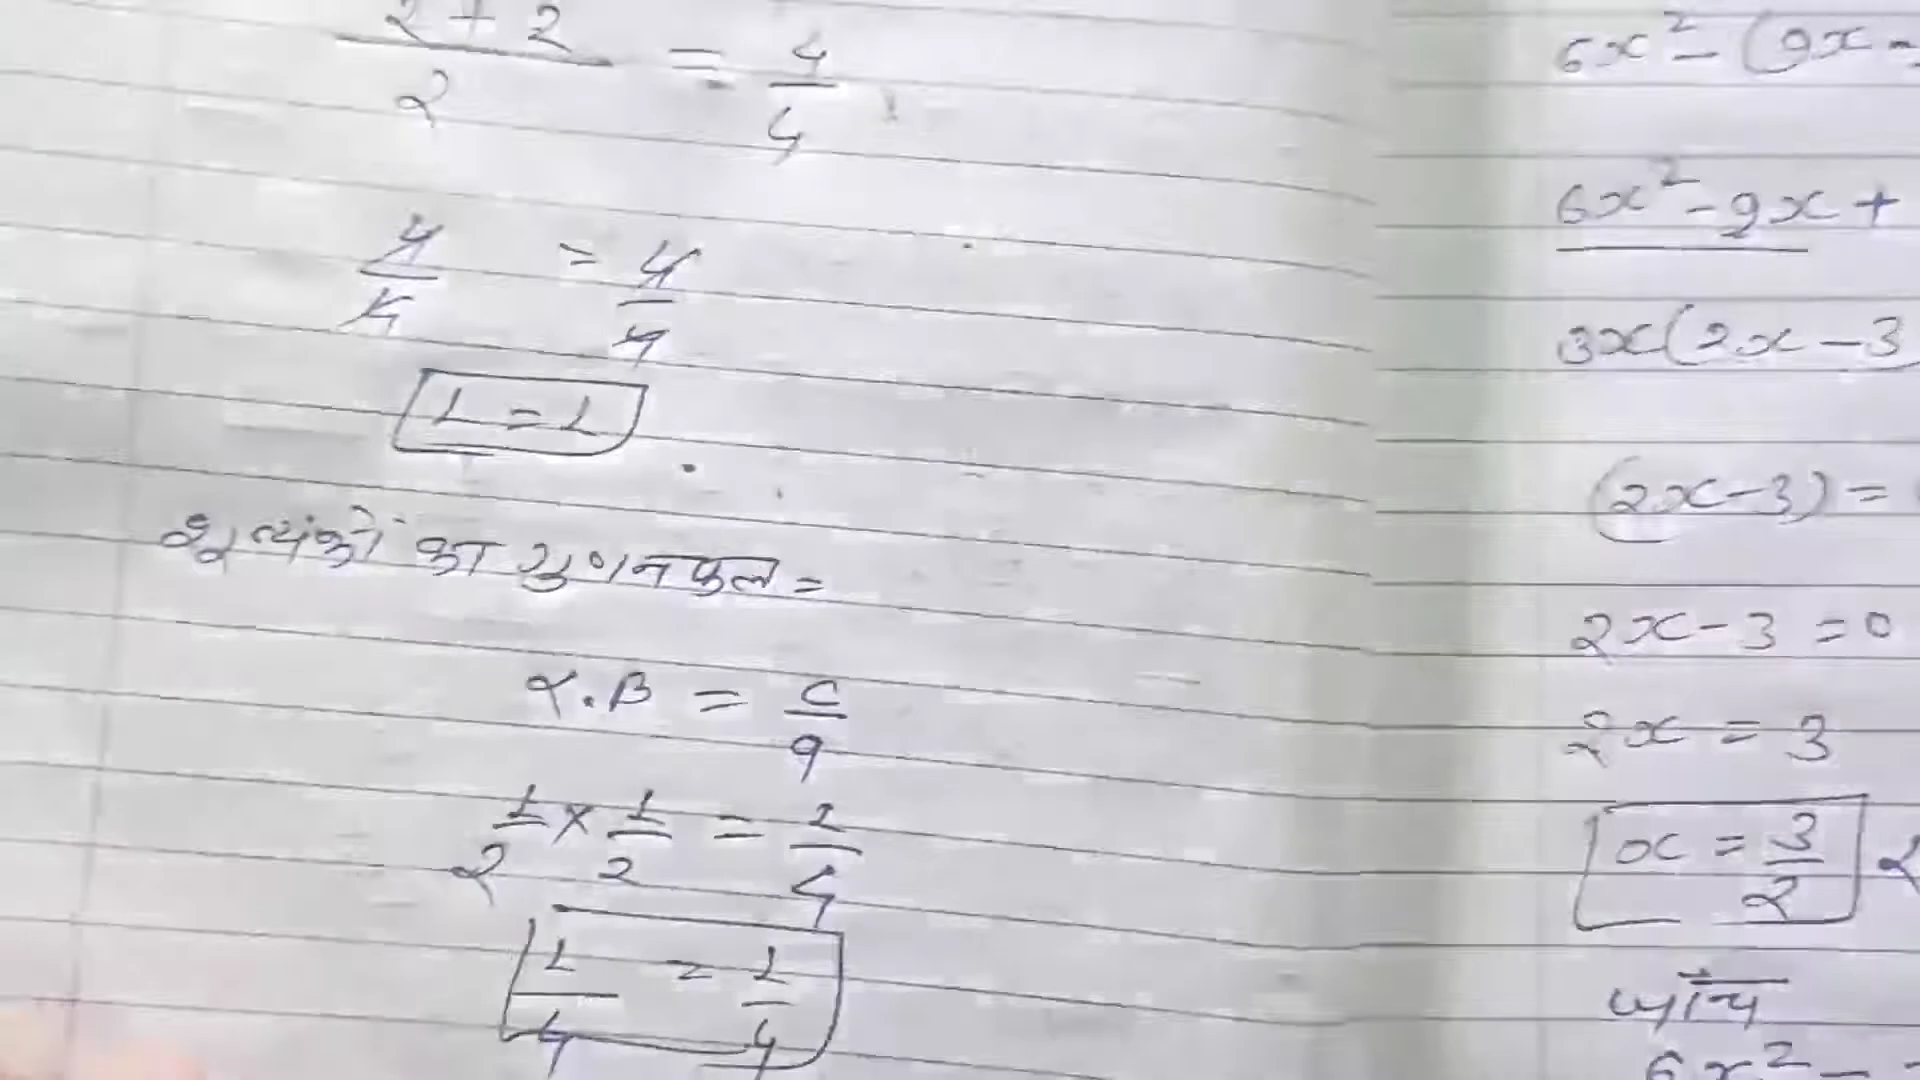 2 + 2 / 2 = 4 / 4
4 / 4 = 4 / 4
1 = 1
शून्यंको का गुणनफल =
α . β = c / a
1 / 2 × 1 / 2 = 1 / 4
1 / 4 = 1 / 4
6x² - (9x -
6x² - 9x +
3x(2x - 3
(2x - 3) =
2x - 3 = 0
2x = 3
x = 3 / 2
6x² -